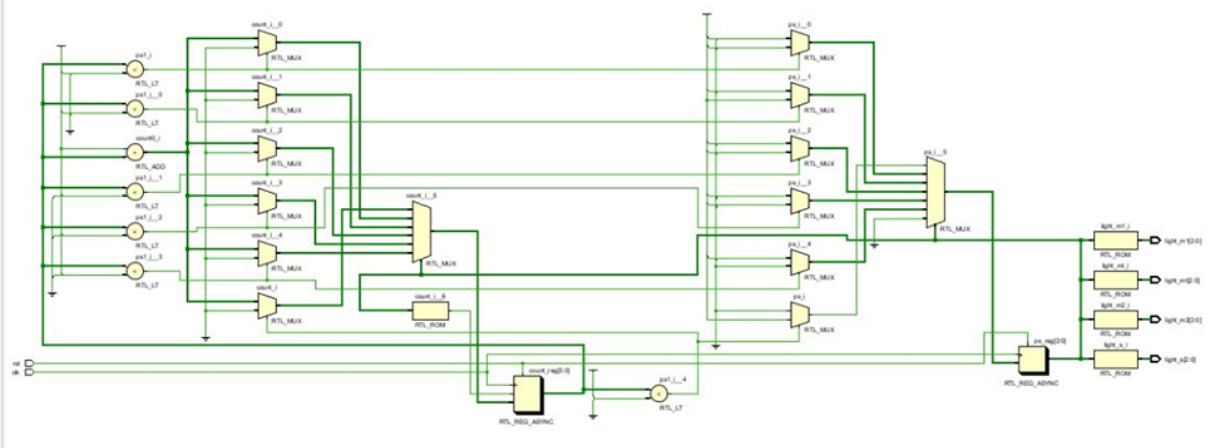 count_i__0
RTL_MUX
ps_i__0
RTL_MUX
ps1_i
RTL_LT
count_i__1
RTL_MUX
ps_i__1
RTL_MUX
ps1_i__0
RTL_LT
count_i__2
RTL_MUX
ps_i__2
RTL_MUX
count0_i
RTL_ADD
ps_i__5
RTL_MUX
ps1_i__1
RTL_LT
count_i__3
RTL_MUX
count_i__5
RTL_MUX
ps_i__3
RTL_MUX
ps1_i__2
RTL_LT
count_i__4
RTL_MUX
ps_i__4
RTL_MUX
ps1_i__3
RTL_LT
count_i
RTL_MUX
count_i__6
RTL_ROM
ps_i
RTL_MUX
light_m1_i
RTL_ROM
light_m1[2:0]
light_mt_i
RTL_ROM
light_mt[2:0]
light_m2_i
RTL_ROM
light_m2[2:0]
light_s_i
RTL_ROM
light_s[2:0]
rst
clk
count_reg[3:0]
RTL_REG_ASYNC
ps1_i__4
RTL_LT
ps_reg[2:0]
RTL_REG_ASYNC